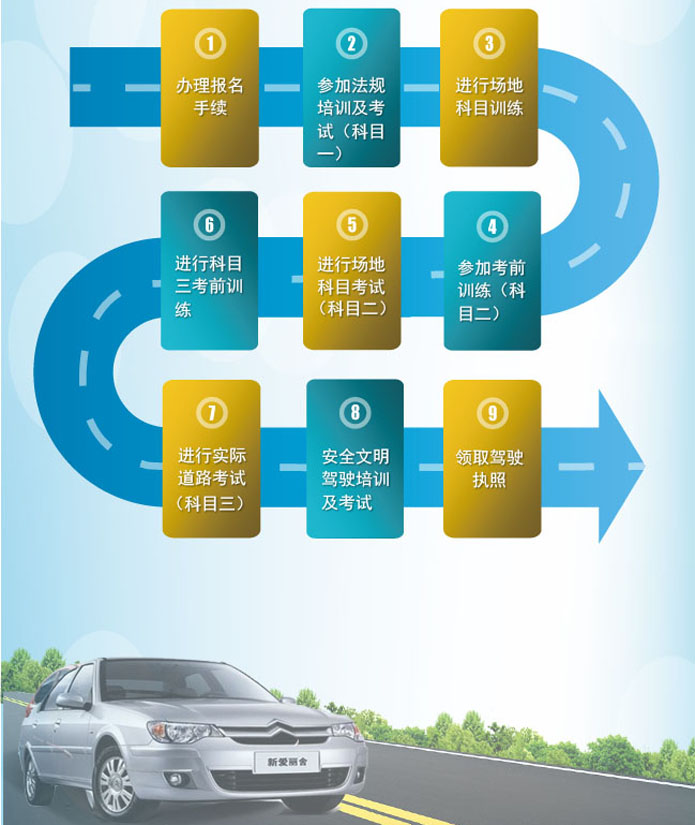 1
办理报名
手续
2
参加法规
培训及考
试（科目
一）
3
进行场地
科目训练
4
参加考前
训练（科
目二）
5
进行场地
科目考试
（科目二）
6
进行科目
三考前训
练
7
进行实际
道路考试
（科目三）
8
安全文明
驾驶培训
及考试
9
领取驾驶
执照
新爱丽舍